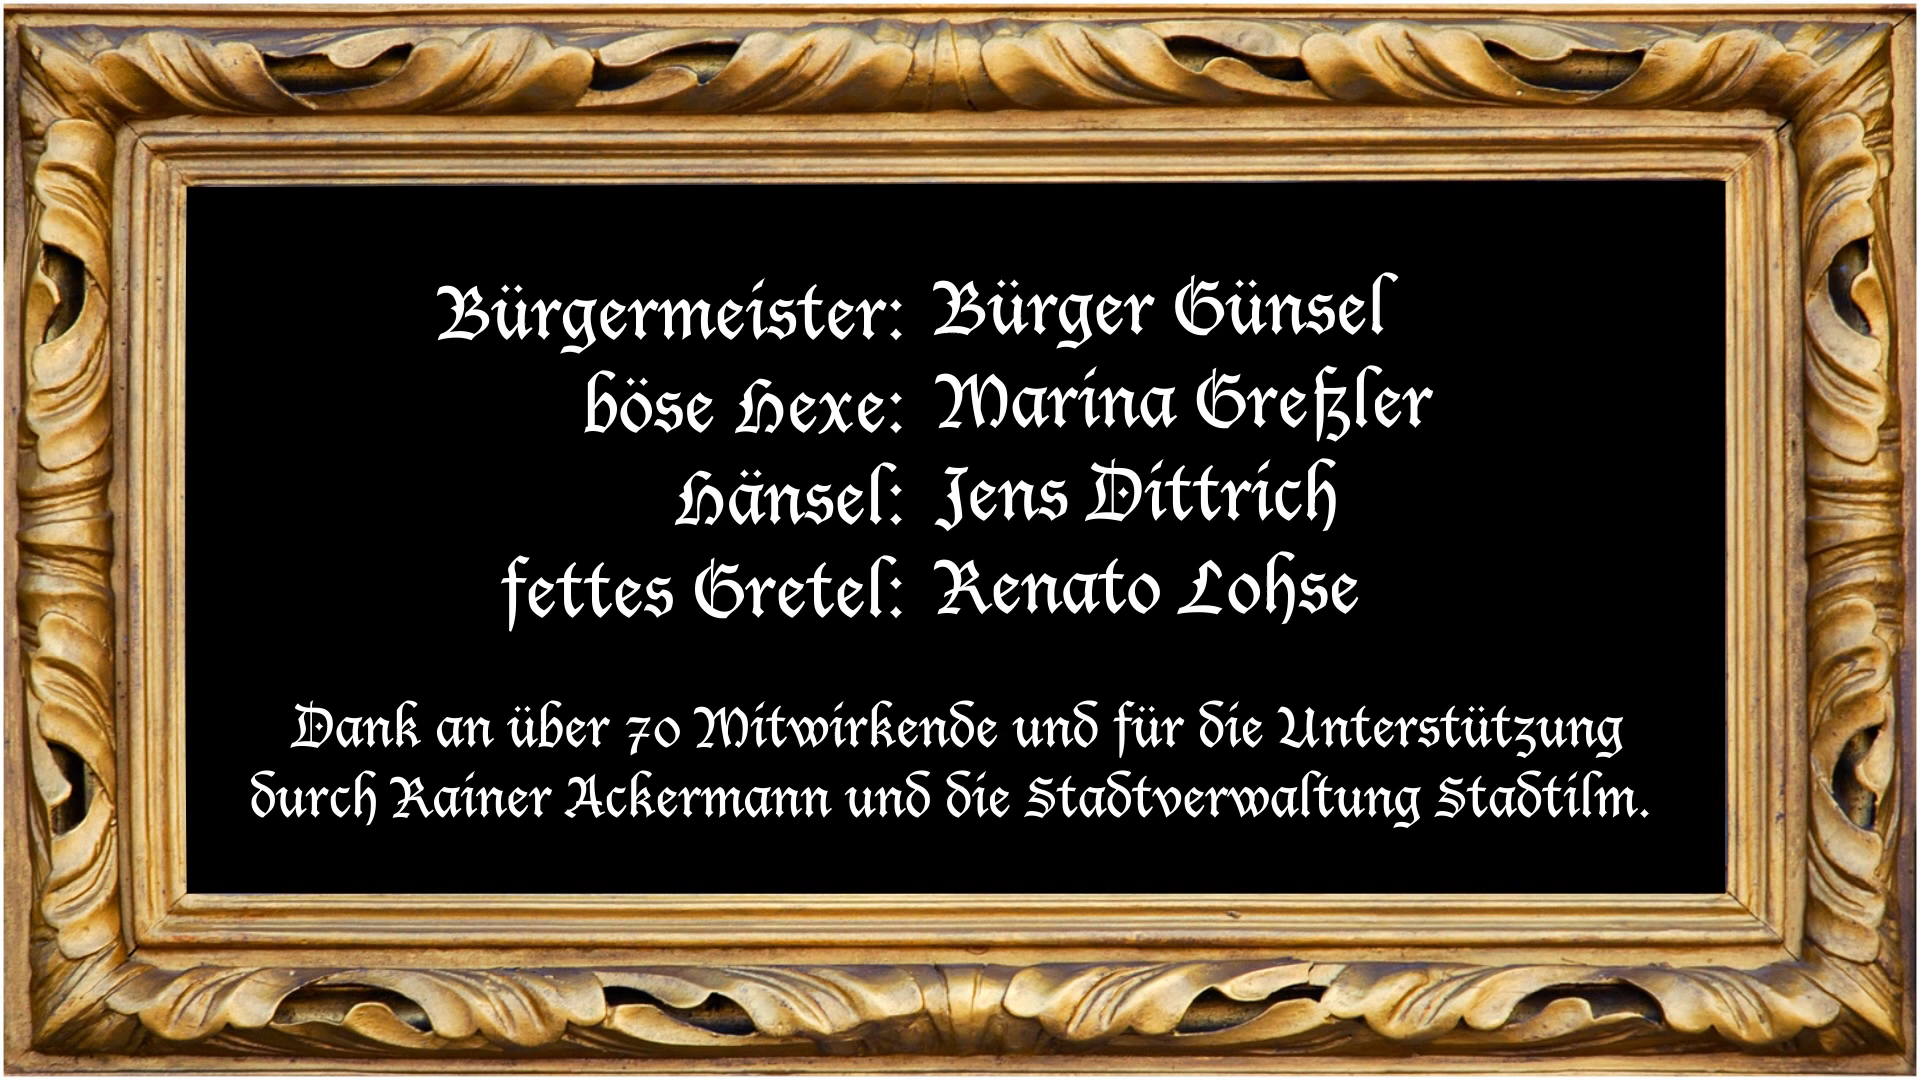 Bürgermeister: Bürger Günsel
böse Hexe: Marina Greßler
Hänsel: Jens Dittrich
fettes Gretel: Renato Lohse
Dank an über 70 Mitwirkende und für die Unterstützung
durch Rainer Ackermann und die Stadtverwaltung Stadtilm.